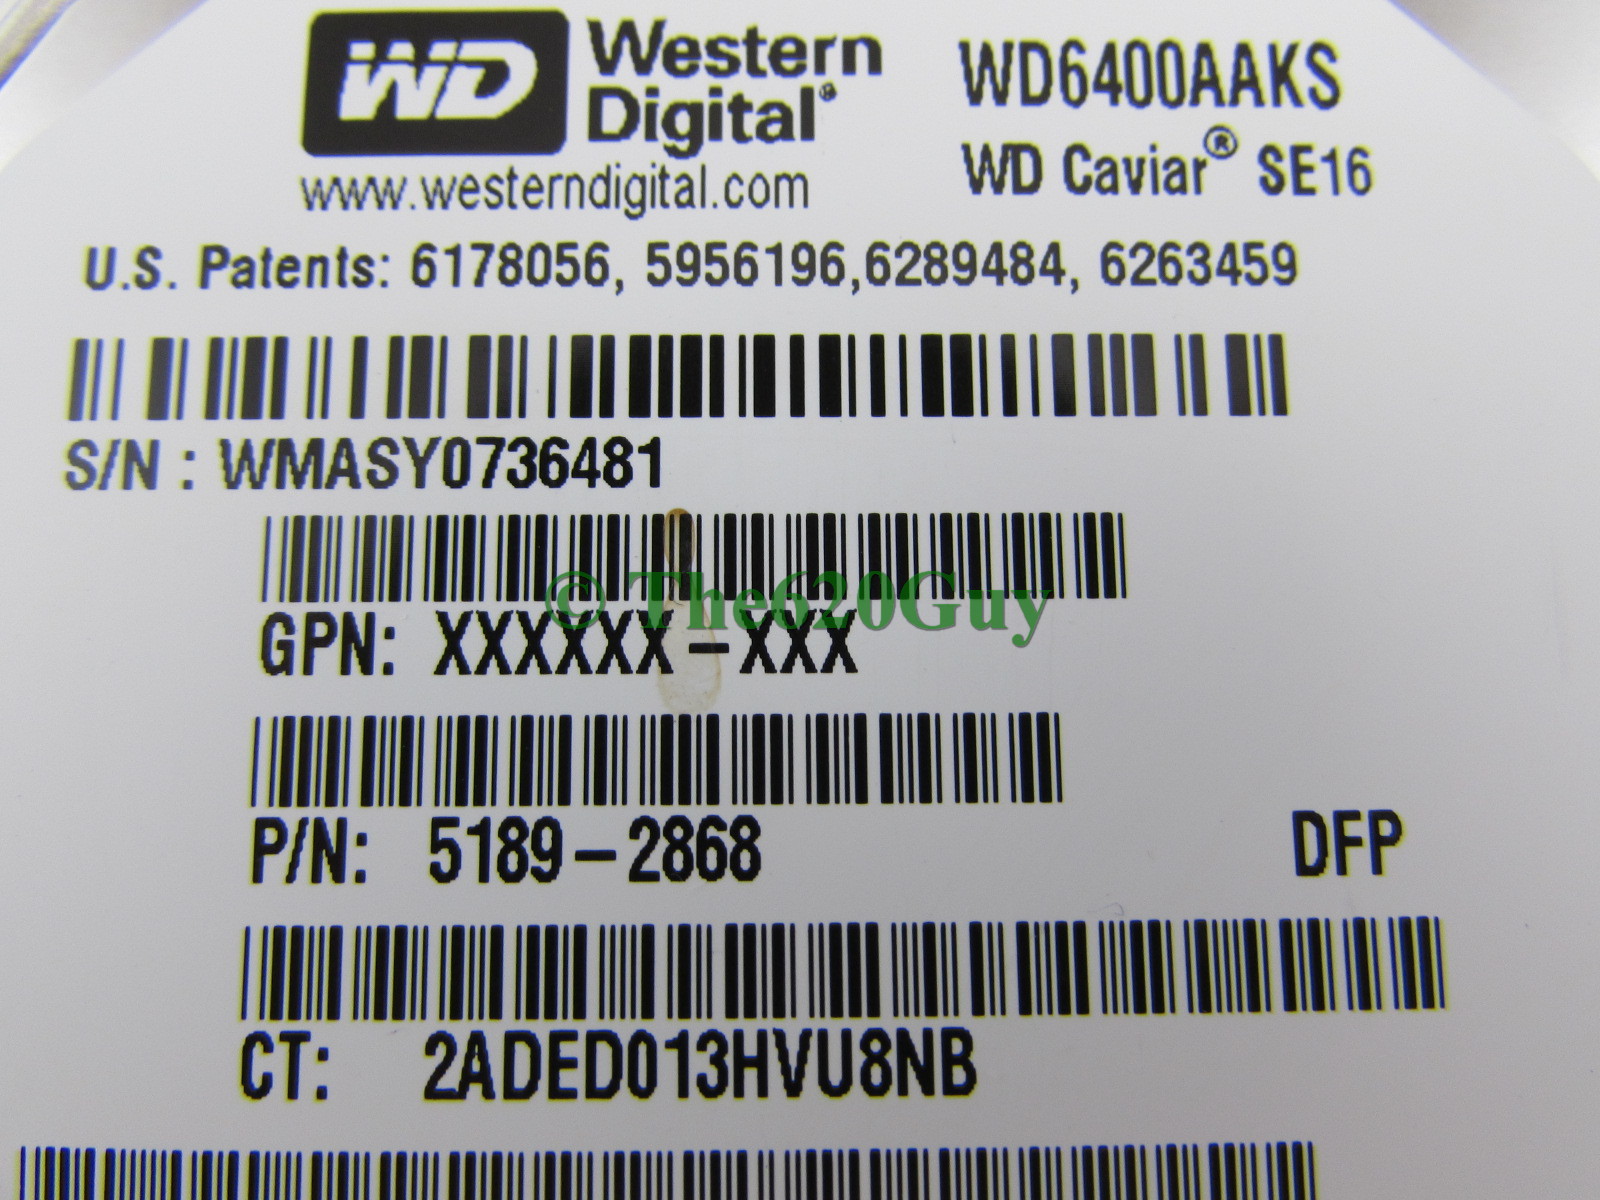 WD Western Digital® WD6400AAKS
www.westerndigital.com WD Caviar® SE16
U.S. Patents: 6178056, 5956196,6289484, 6263459
S/N : WMASY0736481
© The620Guy
GPN: XXXXXX-XXX
P/N: 5189-2868 DFP
CT: 2ADED013HVU8NB